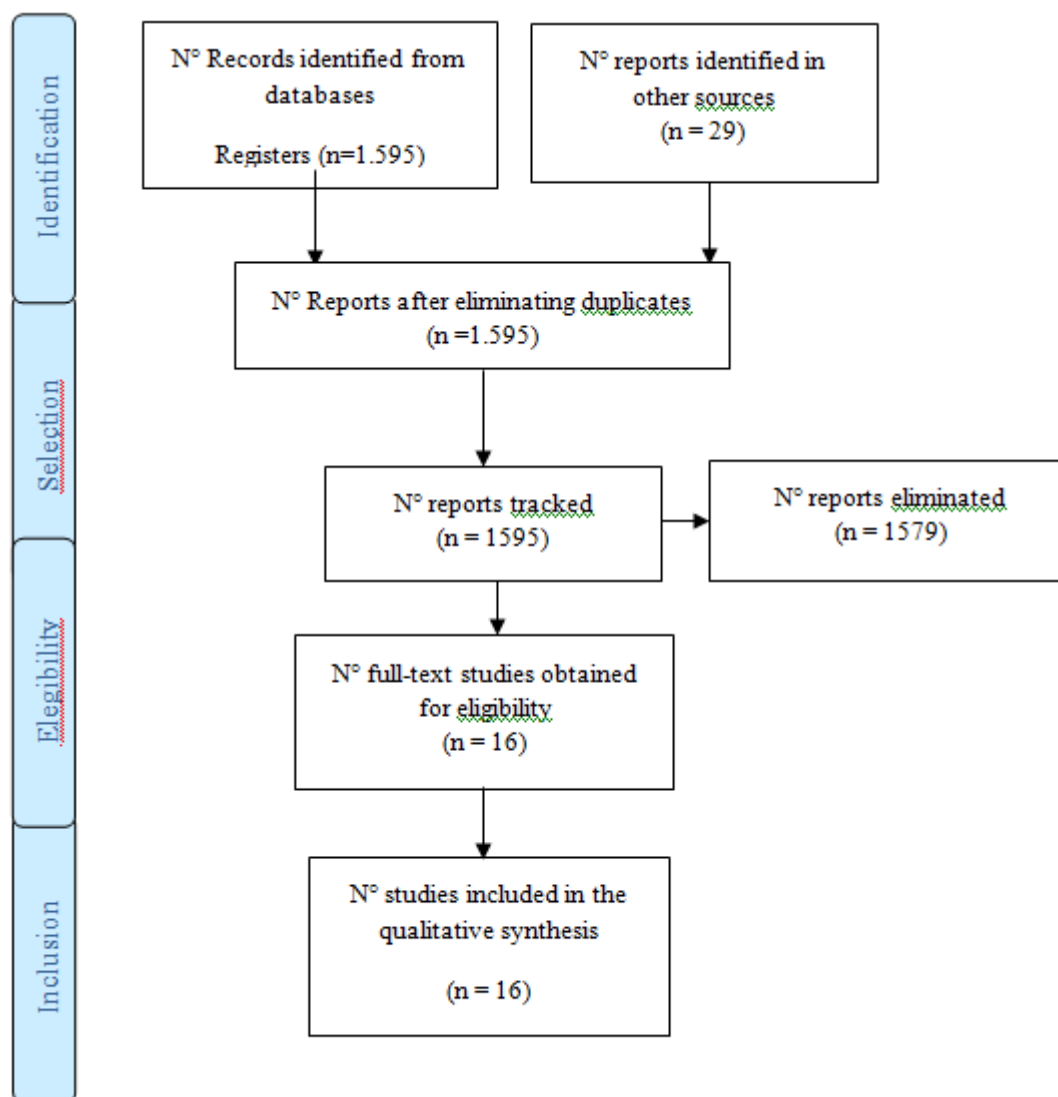 Identification
N° Records identified from
databases
Registers (n=1.595)
N° reports identified in
other sources
(n = 29)
N° Reports after eliminating duplicates
(n =1.595)
Selection
N° reports tracked
(n = 1595)
N° reports eliminated
(n = 1579)
Elegibility
N° full-text studies obtained
for eligibility
(n = 16)
Inclusion
N° studies included in the
qualitative synthesis
(n = 16)